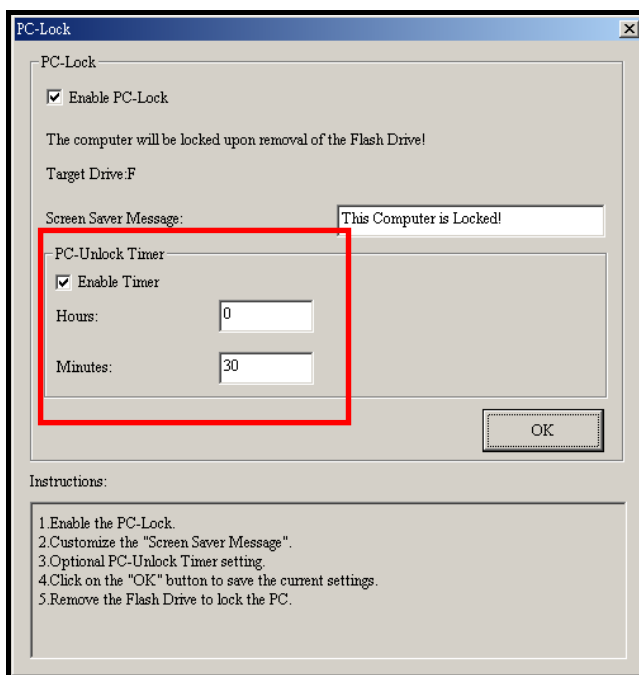 PC-Lock
PC-Lock
Enable PC-Lock
The computer will be locked upon removal of the Flash Drive!
Target Drive:F
Screen Saver Message: This Computer is Locked!
PC-Unlock Timer
Enable Timer
Hours: 0
Minutes: 30
OK
Instructions:
1.Enable the PC-Lock.
2.Customize the "Screen Saver Message".
3.Optional PC-Unlock Timer setting.
4.Click on the "OK" button to save the current settings.
5.Remove the Flash Drive to lock the PC.